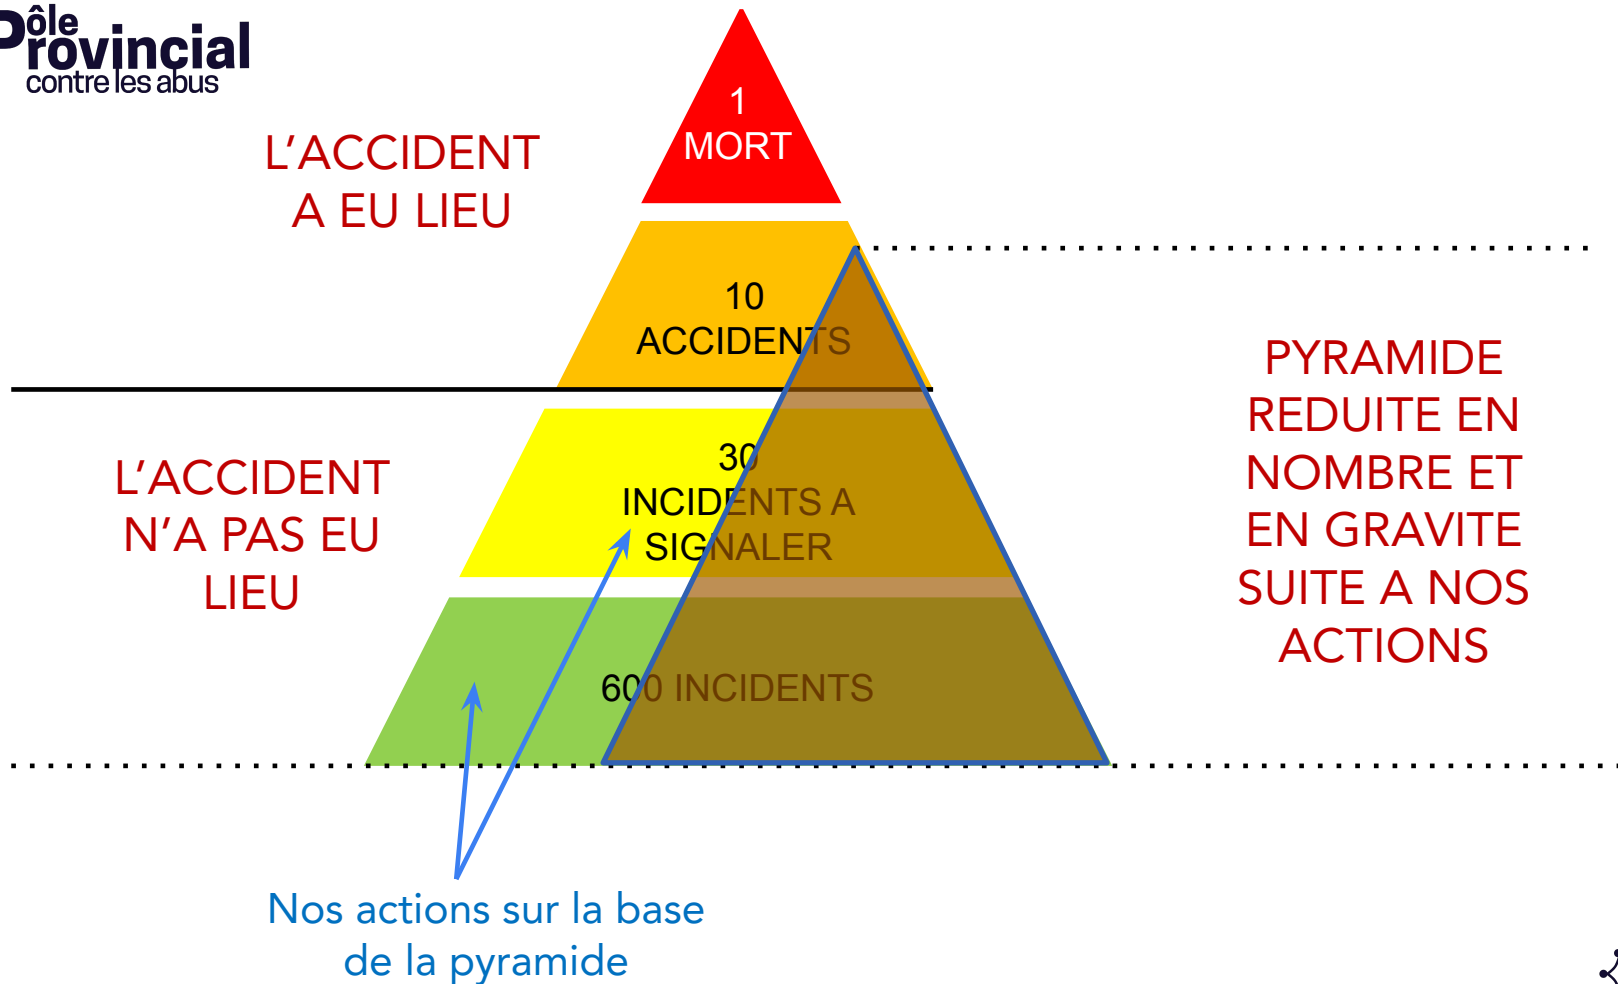 Pôle
Provincial
contre les abus
1
MORT
L'ACCIDENT
A EU LIEU
10
ACCIDENTS
PYRAMIDE
REDUITE EN
NOMBRE ET
EN GRAVITE
SUITE A NOS
ACTIONS
L'ACCIDENT
N'A PAS EU
LIEU
30
INCIDENTS A
SIGNALER
600 INCIDENTS
Nos actions sur la base
de la pyramide